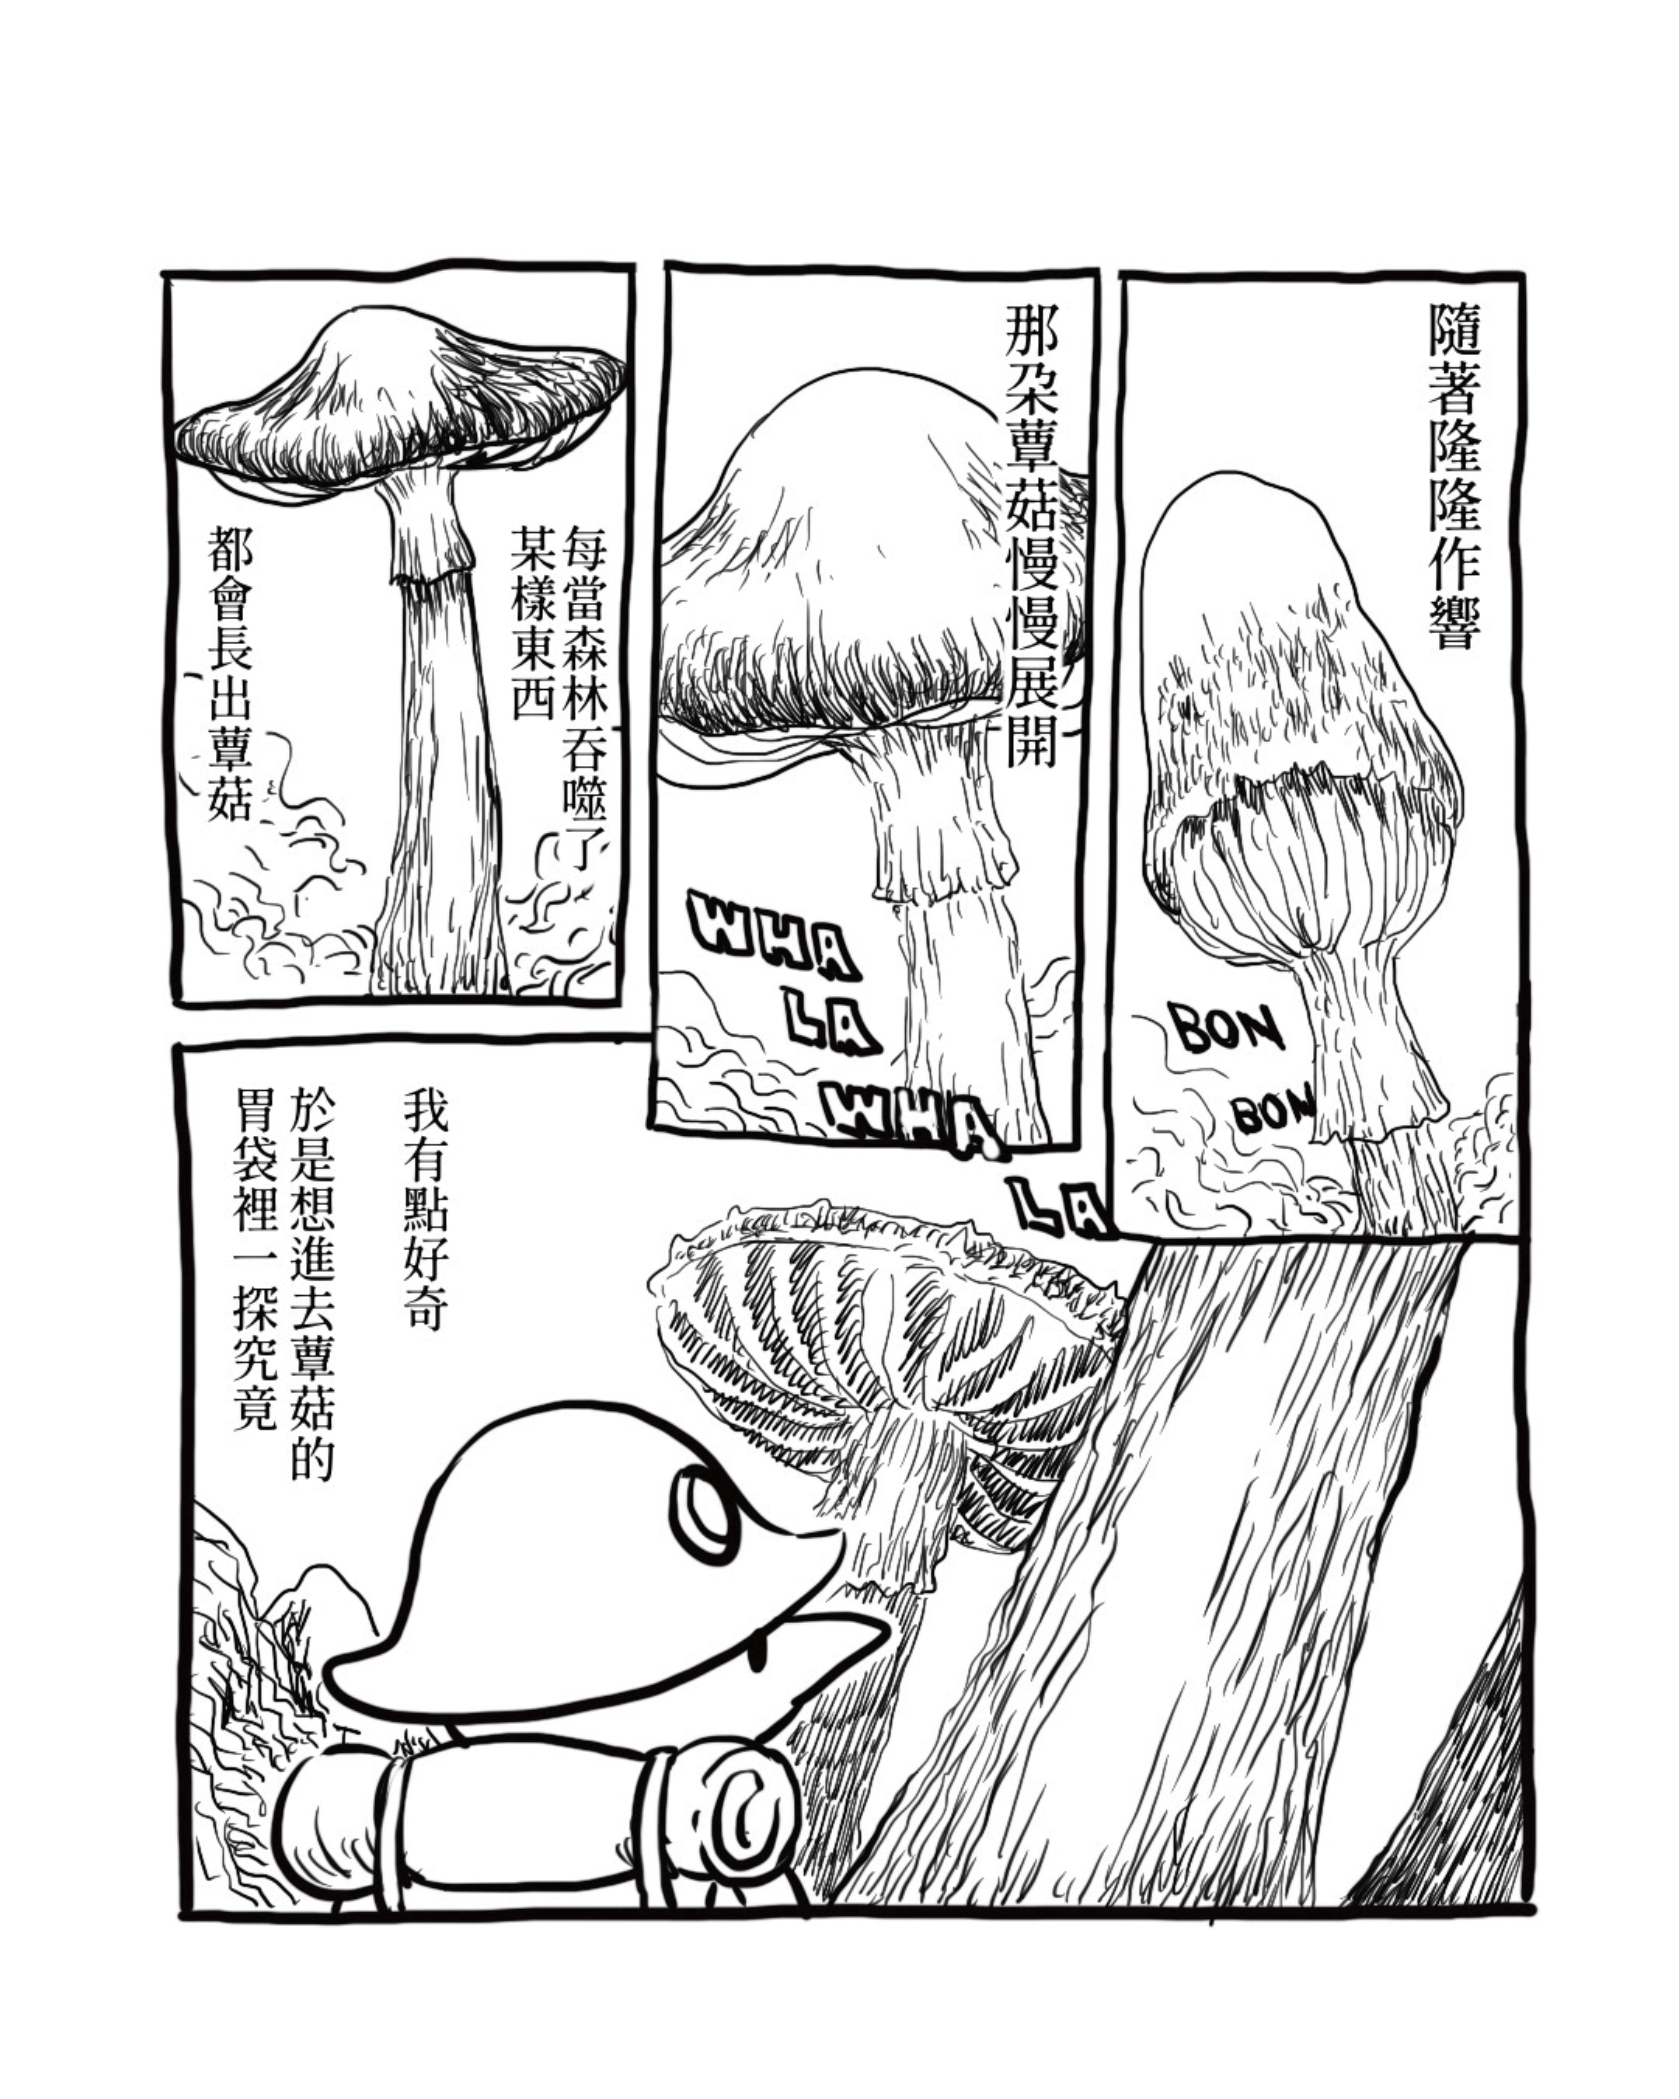 隨著隆隆作響
BON
BON
那朵蕈菇慢慢展開
WHA
LA
WHA
LA
每當森林吞噬了
某樣東西
都會長出蕈菇
我有點好奇
於是想進去蕈菇的
胃袋裡一探究竟